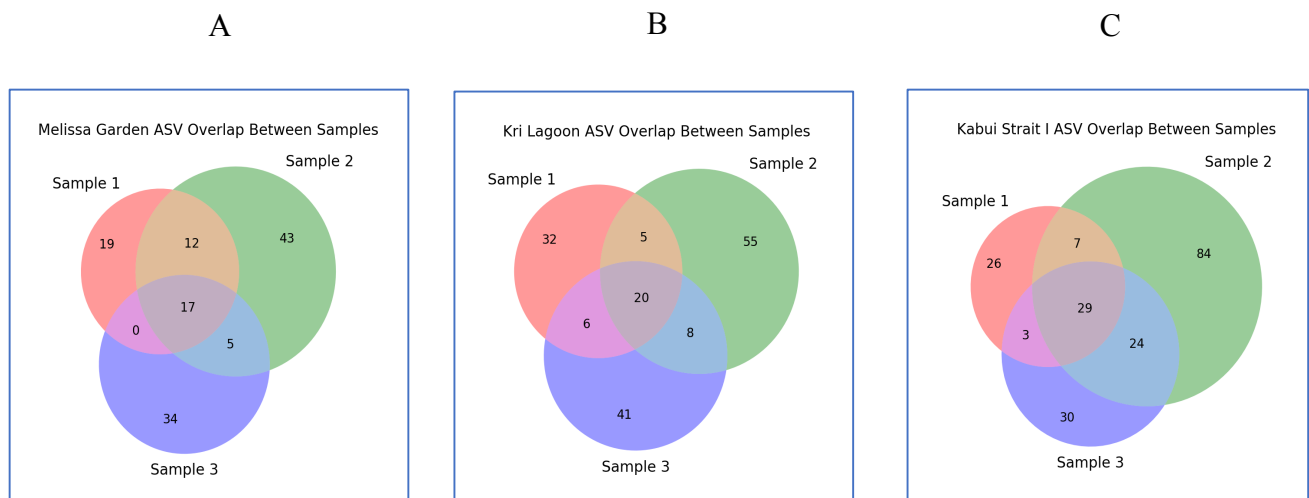 A
B
C
Melissa Garden ASV Overlap Between Samples
Sample 2
Sample 1
19
12
43
17
0
5
34
Sample 3
Kri Lagoon ASV Overlap Between Samples
Sample 2
Sample 1
32
5
55
20
6
8
41
Sample 3
Kabui Strait I ASV Overlap Between Samples
Sample 2
Sample 1
26
7
84
29
3
24
30
Sample 3